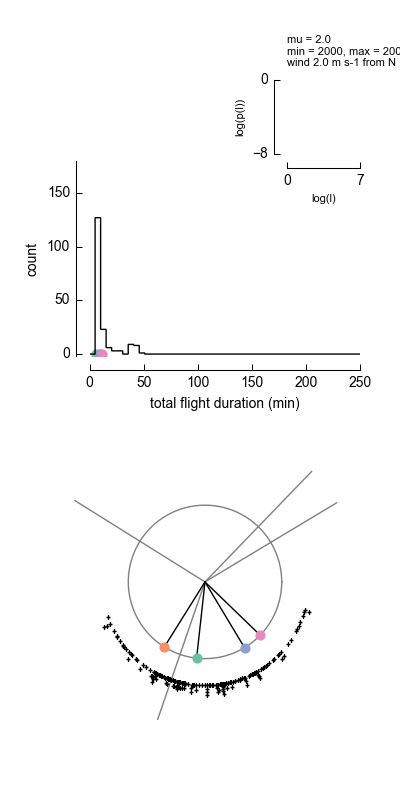 mu = 2.0
min = 2000, max = 200
wind 2.0 m s-1 from N
0
log(p(l))
−8
0 7
log(l)
150
100
50
0
count
0 50 100 150 200 250
total flight duration (min)